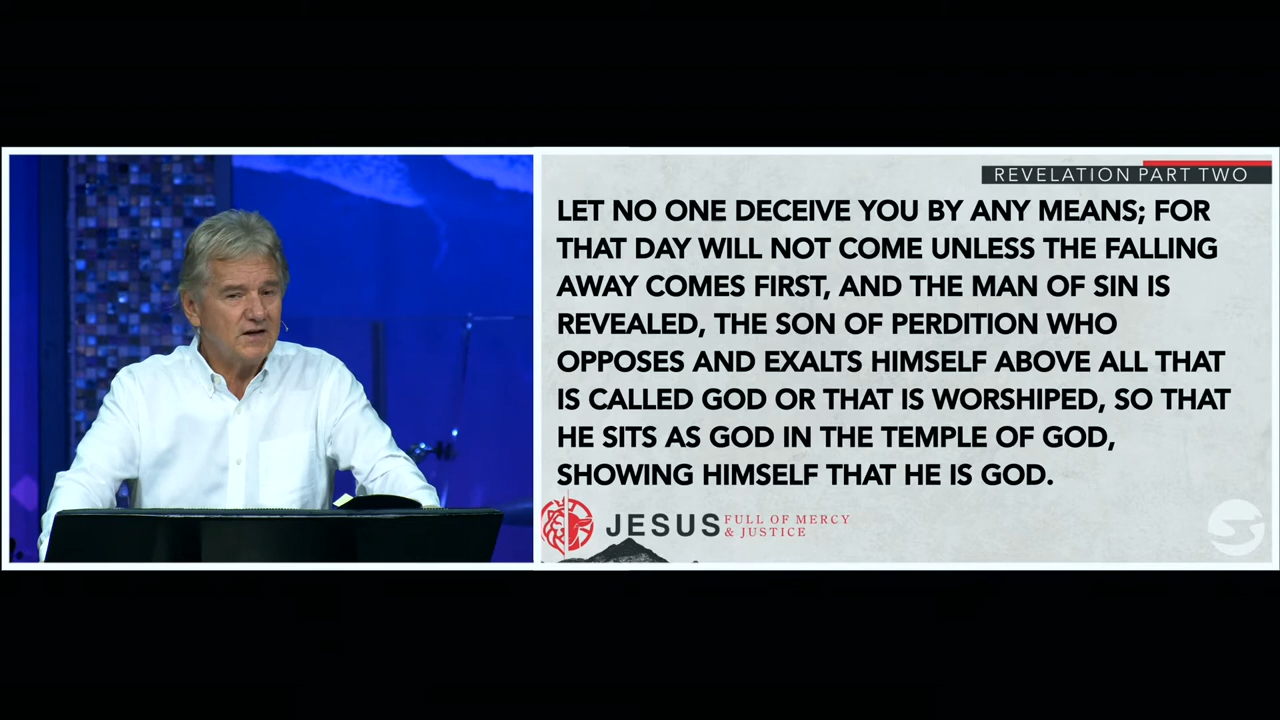 REVELATION PART TWO
LET NO ONE DECEIVE YOU BY ANY MEANS; FOR
THAT DAY WILL NOT COME UNLESS THE FALLING
AWAY COMES FIRST, AND THE MAN OF SIN IS
REVEALED, THE SON OF PERDITION WHO
OPPOSES AND EXALTS HIMSELF ABOVE ALL THAT
IS CALLED GOD OR THAT IS WORSHIPED, SO THAT
HE SITS AS GOD IN THE TEMPLE OF GOD,
SHOWING HIMSELF THAT HE IS GOD.
JESUS FULL OF MERCY
& JUSTICE